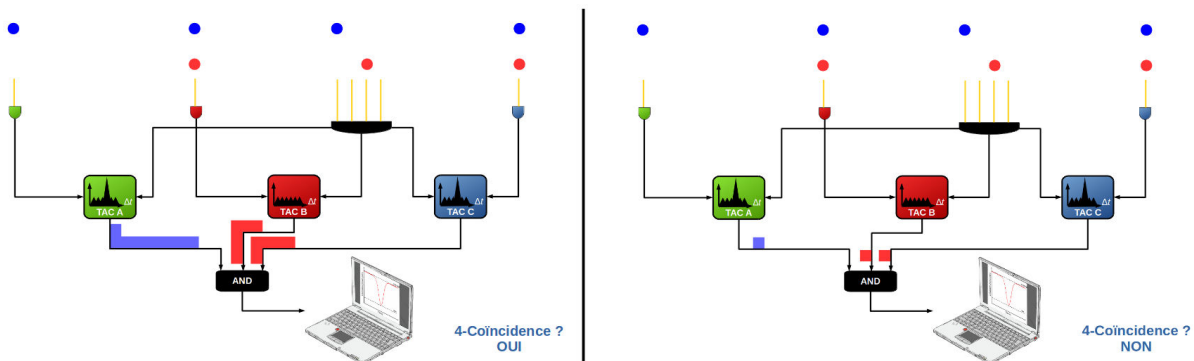 Δt
TAC A
Δt
TAC B
Δt
TAC C
AND
4-Coïncidence ?
OUI
Δt
TAC A
Δt
TAC B
Δt
TAC C
AND
4-Coïncidence ?
NON